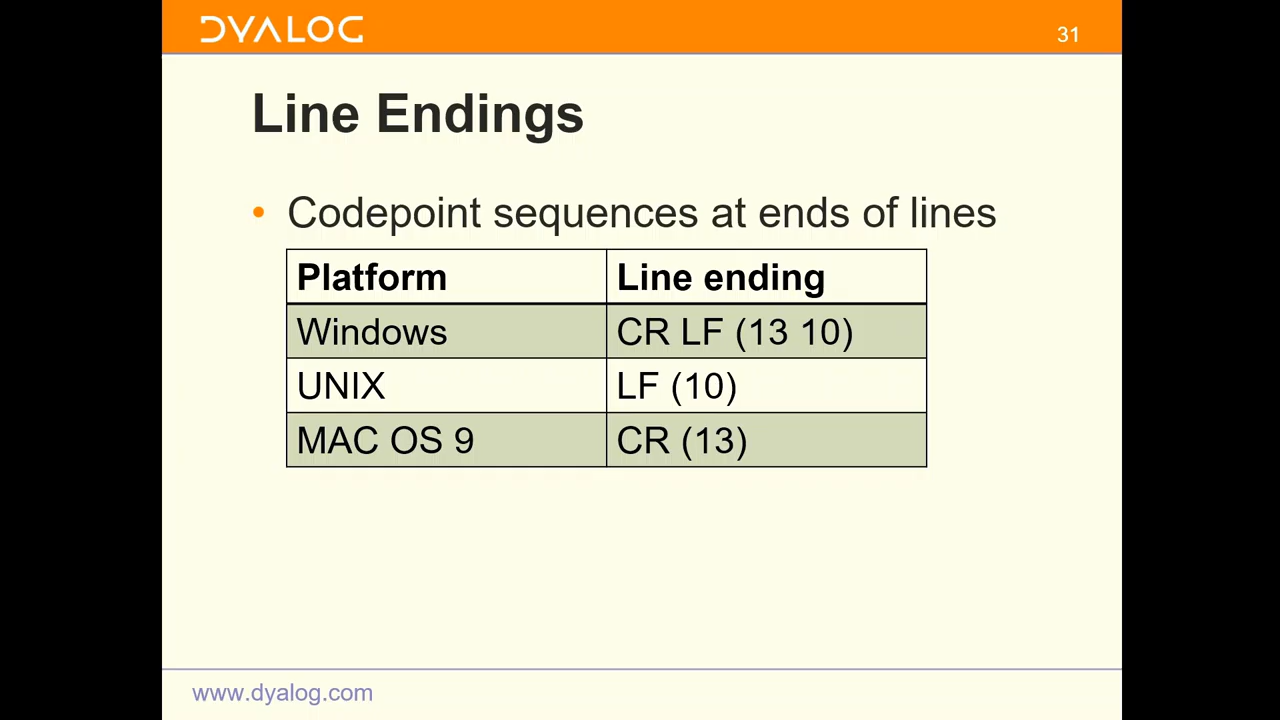 DYALOG
31
Line Endings
• Codepoint sequences at ends of lines
Platform Line ending
Windows CR LF (13 10)
UNIX LF (10)
MAC OS 9 CR (13)
www.dyalog.com